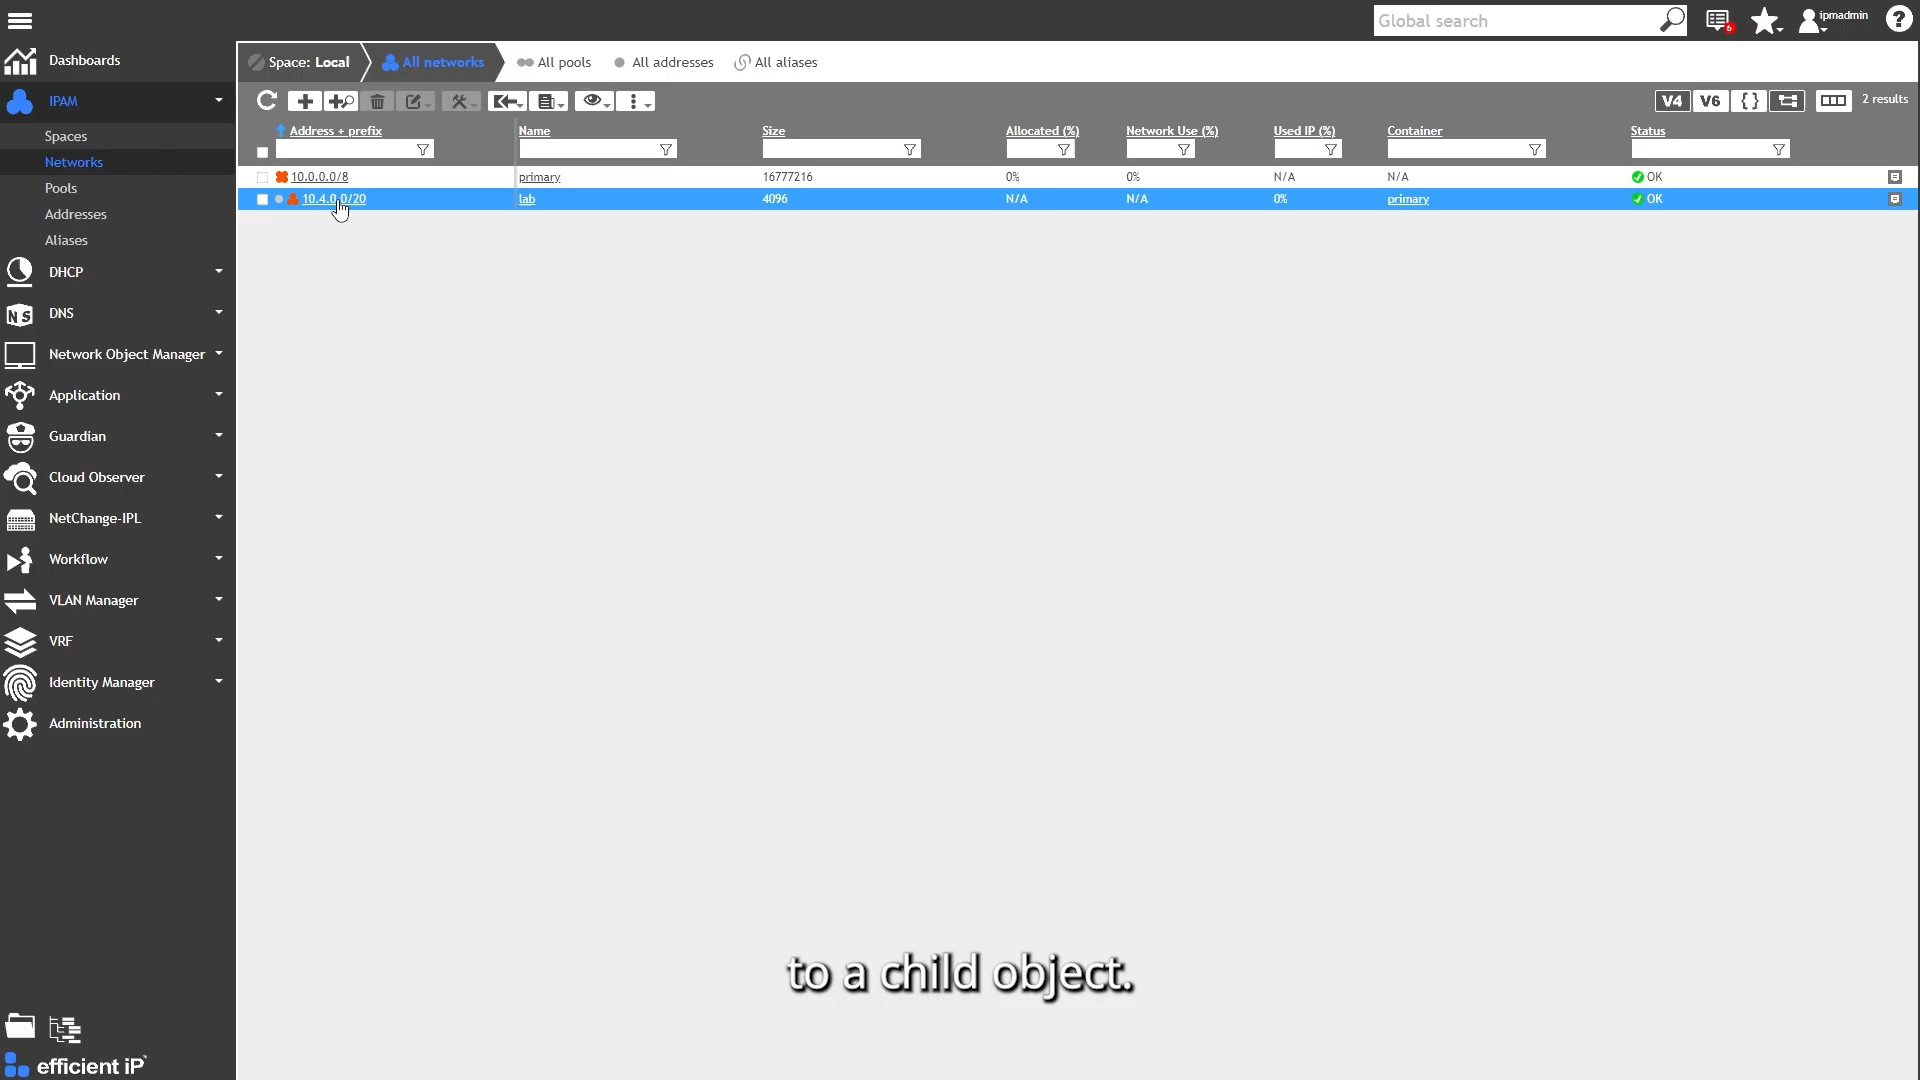 Global search
6
ipmadmin
?
Dashboards
IPAM
Spaces
Networks
Pools
Addresses
Aliases
DHCP
NS
DNS
Network Object Manager
Application
Guardian
Cloud Observer
NetChange-IPL
Workflow
VLAN Manager
VRF
Identity Manager
Administration
efficient iP™
Space: Local
All networks
All pools
All addresses
All aliases
V4
V6
{}
2 results
Address + prefix
Name
Size
Allocated (%)
Network Use (%)
Used IP (%)
Container
Status
10.0.0.0/8 primary 16777216 0% 0% N/A N/A OK
10.4.0.0/20 lab 4096 N/A N/A 0% primary OK
to a child object.